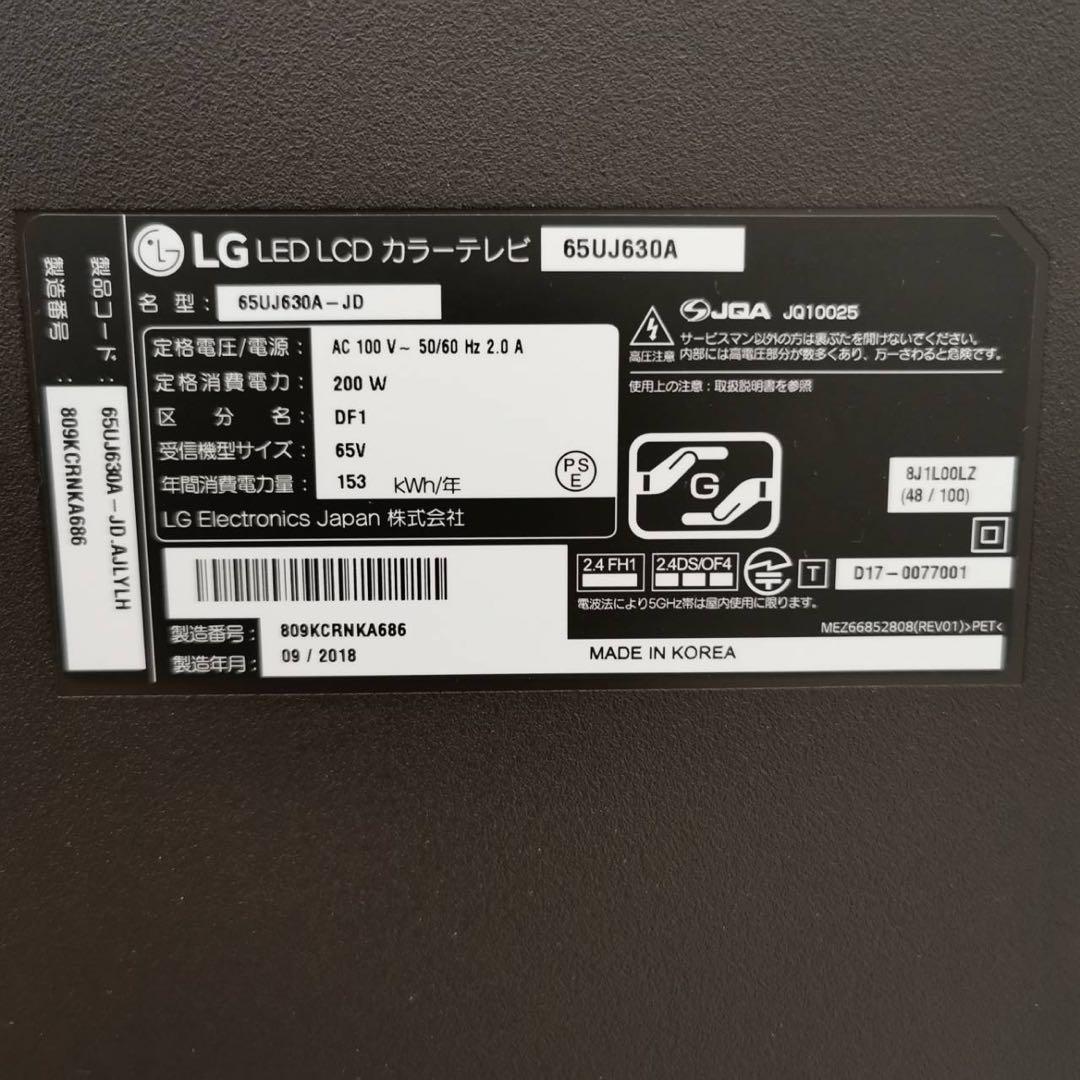 製品コード : 65UJ630A-JD.AJLYLH
製造番号 : 809KCRNKA686
LG LED LCD カラーテレビ 65UJ630A
名 型 : 65UJ630A-JD
定格電圧/電源 : AC 100 V~ 50/60 Hz 2.0 A
定格消費電力 : 200 W
区 分 名 : DF1
受信機型サイズ : 65V
年間消費電力量 : 153 kWh/年
PS
E
LG Electronics Japan 株式会社
JQA JQ10025
高圧注意
サービスマン以外の方は裏ぶたを開けないでください。
内部には高電圧部分が数多くあり、万一さわると危険です。
使用上の注意 : 取扱説明書を参照
G
8J1L00LZ
(48 / 100)
2.4 FH1 2.4DS/OF4 T D17-0077001
電波法により5GHz帯は屋内使用に限ります。
MEZ66852808(REV01)>PET<
製造番号 : 809KCRNKA686
製造年月 : 09 / 2018
MADE IN KOREA